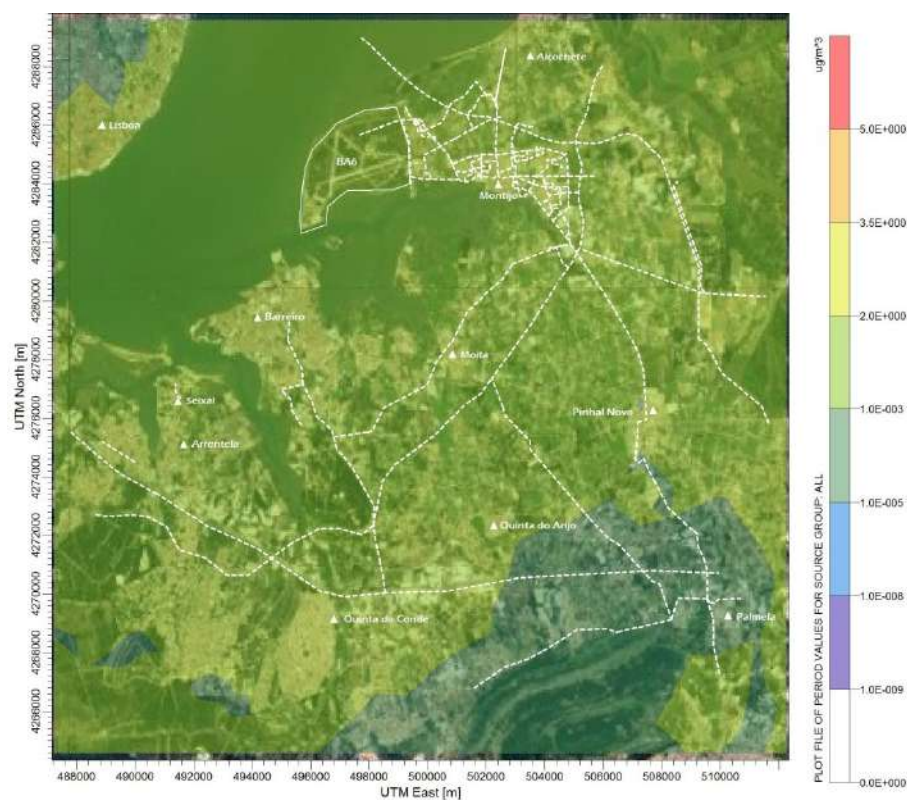 ug/m^3
4288000
Alcochete
5.0E+000
Lisboa
4286000
BA6
4284000
Montijo
3.5E+000
4282000
2.0E+000
4280000
Barreiro
UTM North [m]
4278000
Moita
1.0E-003
Seixal
Pinhal Novo
4276000
Arrentela
4274000
1.0E-005
Quinta do Anjo
4272000
1.0E-008
4270000
Quinta do Conde
Palmela
4268000
1.0E-009
4266000
PLOT FILE OF PERIOD VALUES FOR SOURCE GROUP: ALL
0.0E+000
488000 490000 492000 494000 496000 498000 500000 502000 504000 506000 508000 510000
UTM East [m]